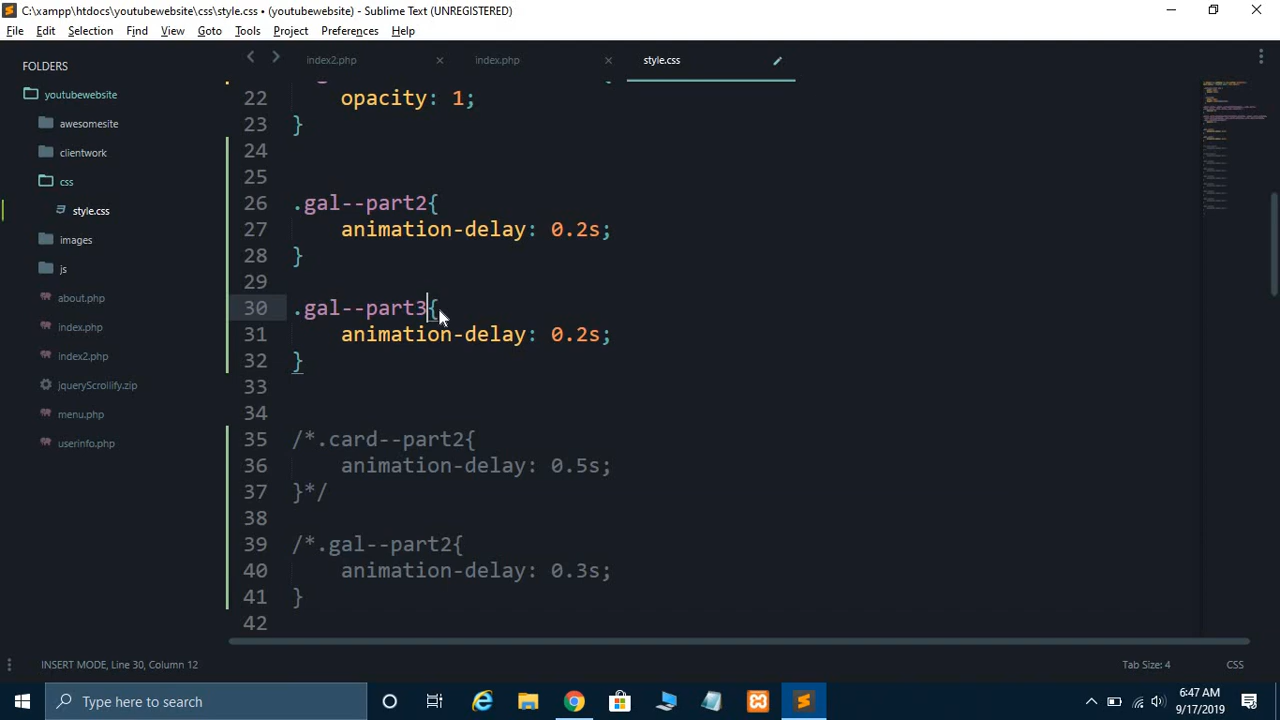 C:\xampp\htdocs\youtubewebsite\css\style.css • (youtubewebsite) - Sublime Text (UNREGISTERED)
File Edit Selection Find View Goto Tools Project Preferences Help
FOLDERS
youtubewebsite
awesomesite
clientwork
css
style.css
images
js
about.php
index.php
index2.php
jqueryScrollify.zip
menu.php
userinfo.php
index2.php index.php style.css
22 opacity: 1;
23 }
24
25
26 .gal--part2{
27 animation-delay: 0.2s;
28 }
29
30 .gal--part3{
31 animation-delay: 0.2s;
32 }
33
34
35 /*.card--part2{
36 animation-delay: 0.5s;
37 }*/
38
39 /*.gal--part2{
40 animation-delay: 0.3s;
41 }
42
INSERT MODE, Line 30, Column 12 Tab Size: 4 CSS
Type here to search
6:47 AM
9/17/2019